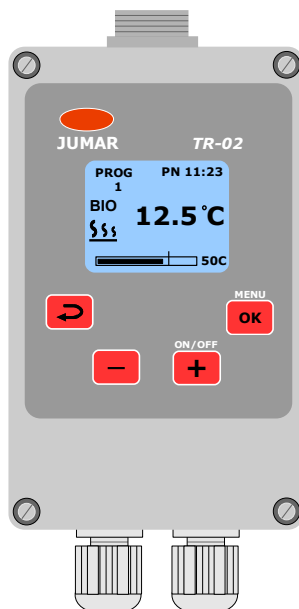 JUMAR TR-02
PROG PN 11:23
1
BIO
12.5°C
50C
MENU
OK
ON/OFF
− +